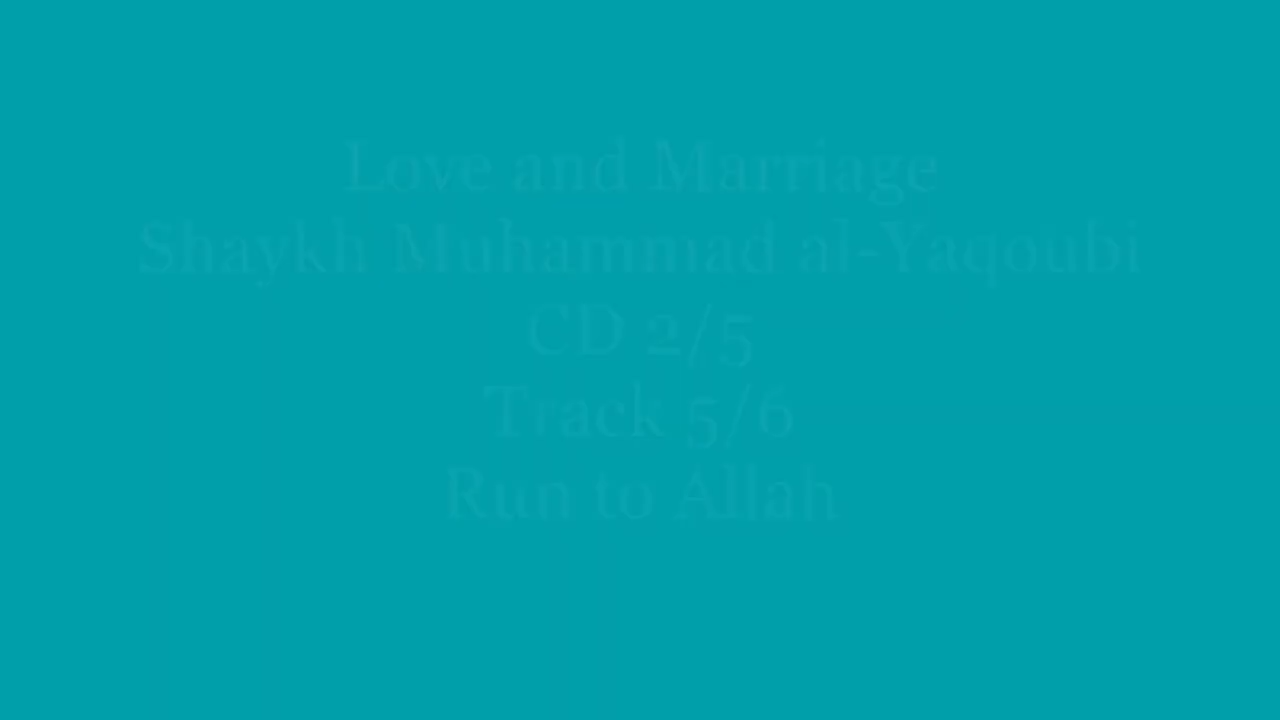 Love and Marriage
Shaykh Muhammad al-Yaqoubi
CD 2/5
Track 5/6
Run to Allah